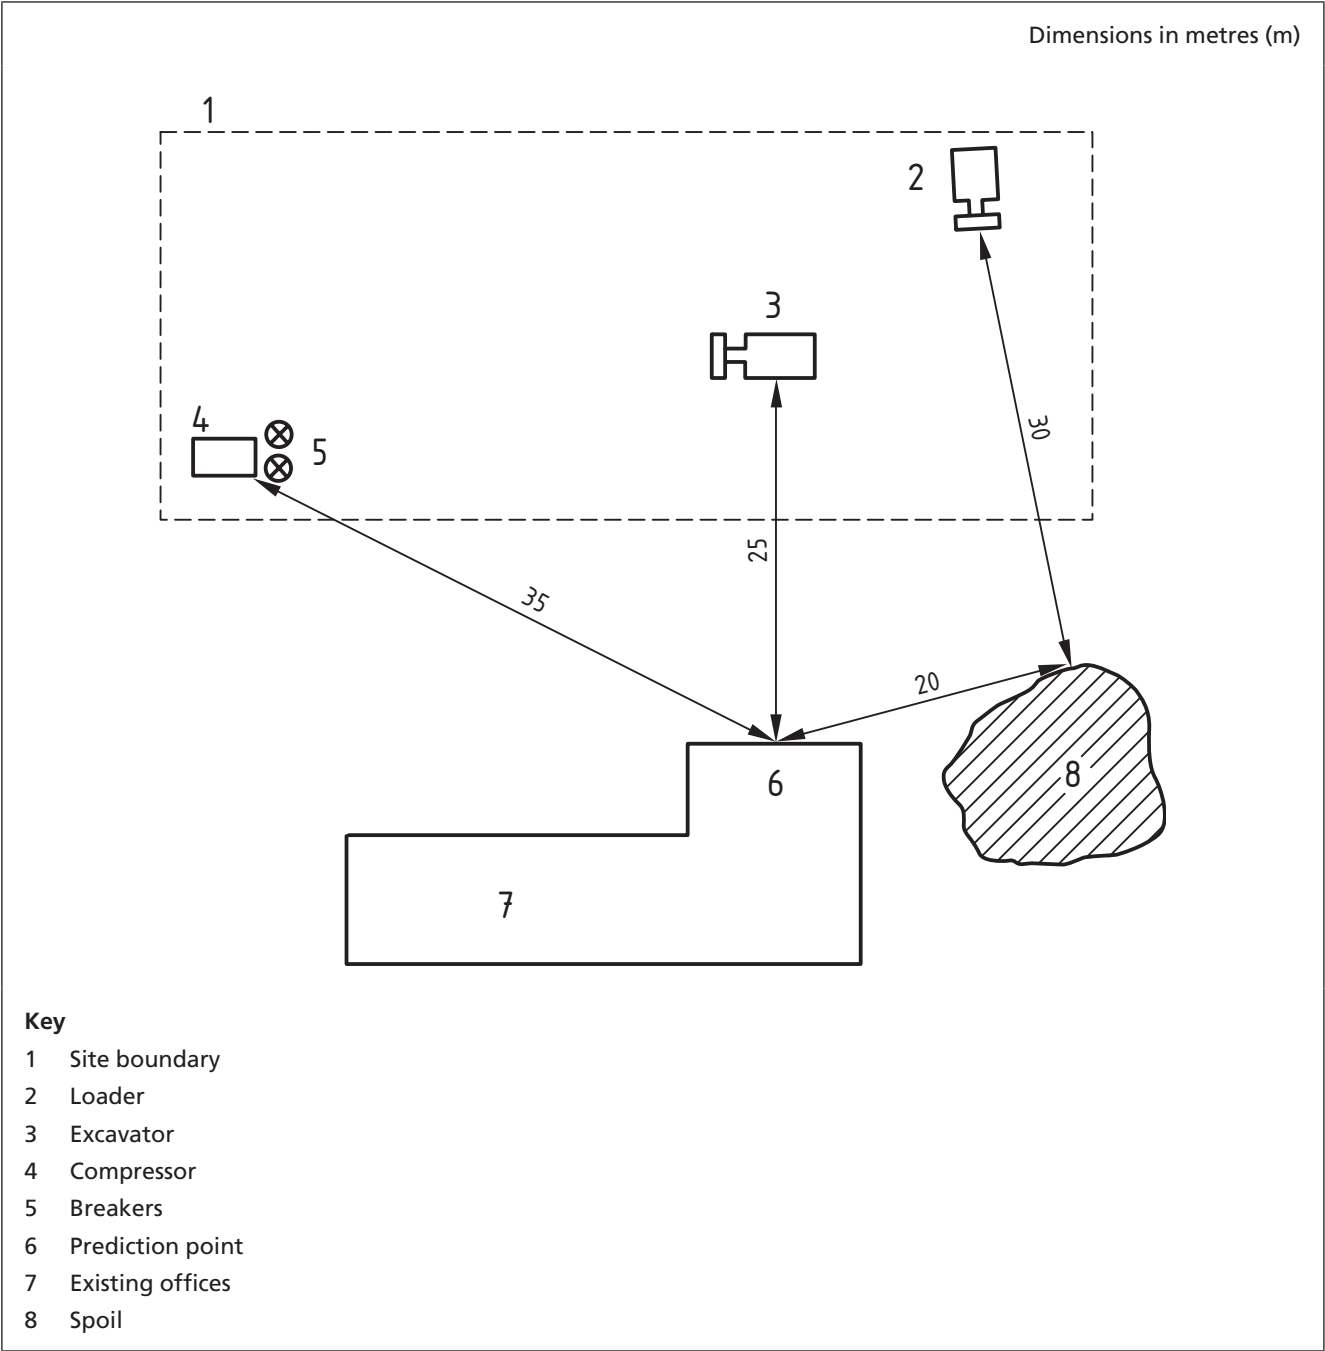 Dimensions in metres (m)
1
2
3
4
5
30
25
35
20
6
8
7
Key
1 Site boundary
2 Loader
3 Excavator
4 Compressor
5 Breakers
6 Prediction point
7 Existing offices
8 Spoil